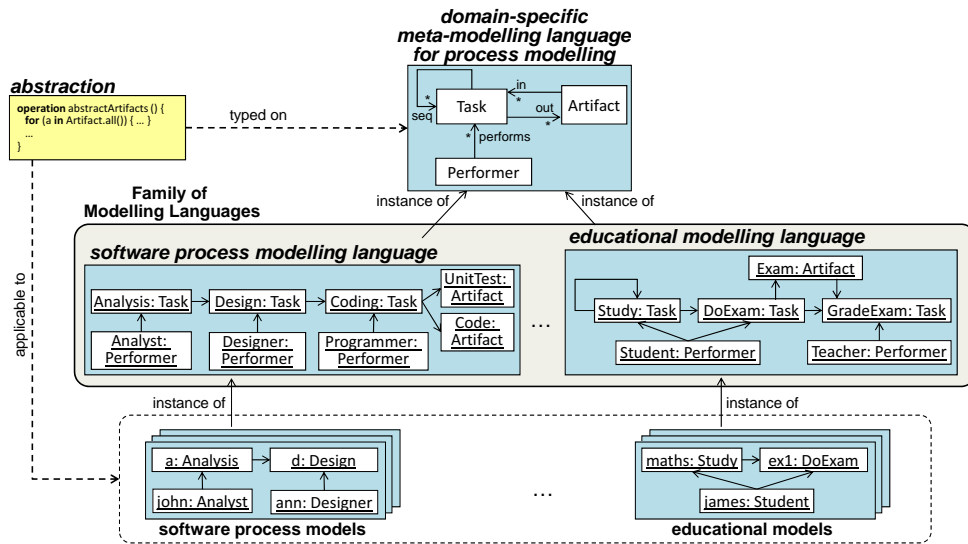 domain-specific
meta-modelling language
for process modelling
abstraction
operation abstractArtifacts () {
for (a in Artifact.all()) { ... }
...
}
typed on
Task
Artifact
in
*
out
*
*
seq
* performs
Performer
instance of
instance of
Family of
Modelling Languages
applicable to
software process modelling language
Analysis: Task
Design: Task
Coding: Task
UnitTest:
Artifact
Code:
Artifact
Analyst:
Performer
Designer:
Performer
Programmer:
Performer
...
educational modelling language
Exam: Artifact
Study: Task
DoExam: Task
GradeExam: Task
Student: Performer
Teacher: Performer
instance of
instance of
a: Analysis
d: Design
john: Analyst
ann: Designer
software process models
...
maths: Study
ex1: DoExam
james: Student
educational models